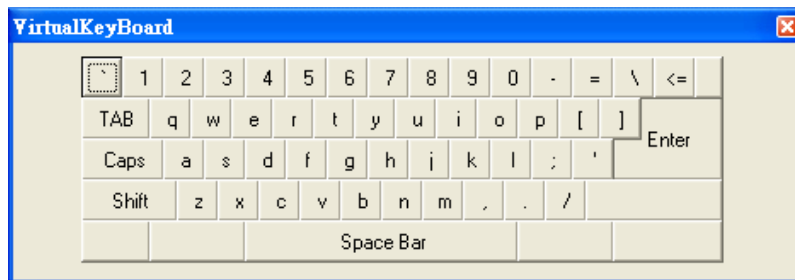 VirtualKeyBoard
` 1 2 3 4 5 6 7 8 9 0 - = \ <=
TAB q w e r t y u i o p [ ] Enter
Caps a s d f g h j k l ; '
Shift z x c v b n m , . /
Space Bar